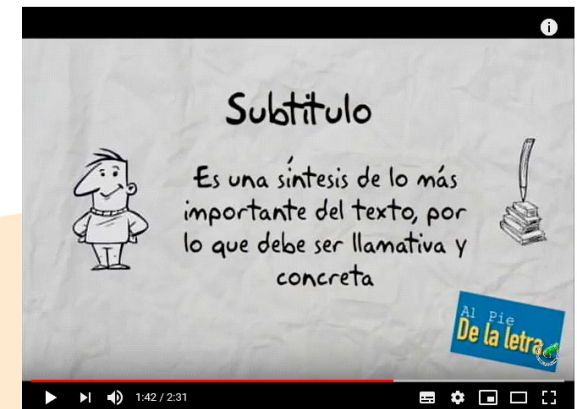 Subtitulo
Es una síntesis de lo más
importante del texto, por
lo que debe ser llamativa y
concreta
Al Pie
De la letra
1:42 / 2:31